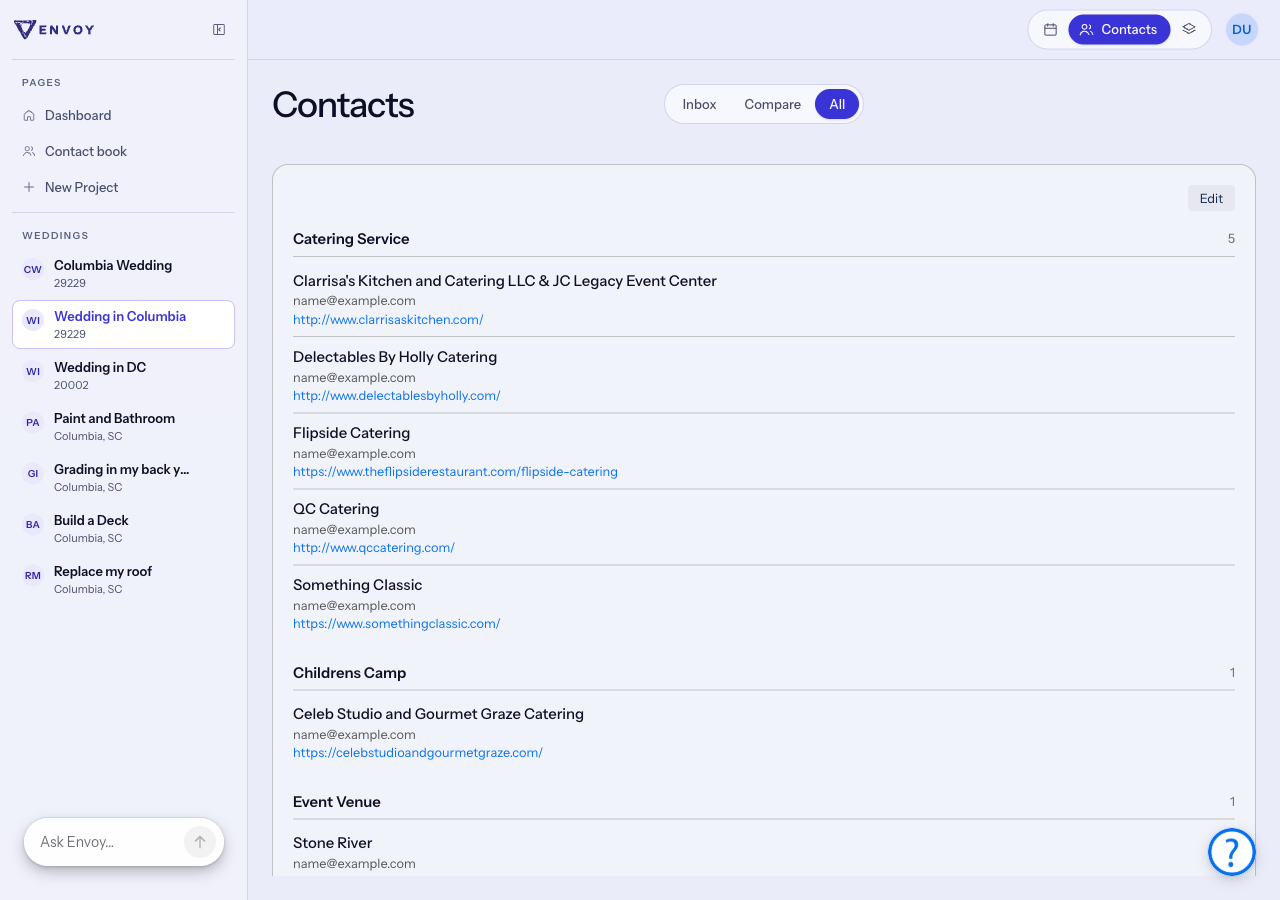 ENVOY
PAGES
Dashboard
Contact book
New Project
WEDDINGS
CW
Columbia Wedding
29229
WI
Wedding in Columbia
29229
WI
Wedding in DC
20002
PA
Paint and Bathroom
Columbia, SC
GI
Grading in my back y...
Columbia, SC
BA
Build a Deck
Columbia, SC
RM
Replace my roof
Columbia, SC
Ask Envoy...
Contacts
DU
Contacts
Inbox
Compare
All
Edit
Catering Service
5
Clarrisa's Kitchen and Catering LLC & JC Legacy Event Center
name@example.com
http://www.clarrisaskitchen.com/
Delectables By Holly Catering
name@example.com
http://www.delectablesbyholly.com/
Flipside Catering
name@example.com
https://www.theflipsiderestaurant.com/flipside-catering
QC Catering
name@example.com
http://www.qccatering.com/
Something Classic
name@example.com
https://www.somethingclassic.com/
Childrens Camp
1
Celeb Studio and Gourmet Graze Catering
name@example.com
https://celebstudioandgourmetgraze.com/
Event Venue
1
Stone River
name@example.com
?